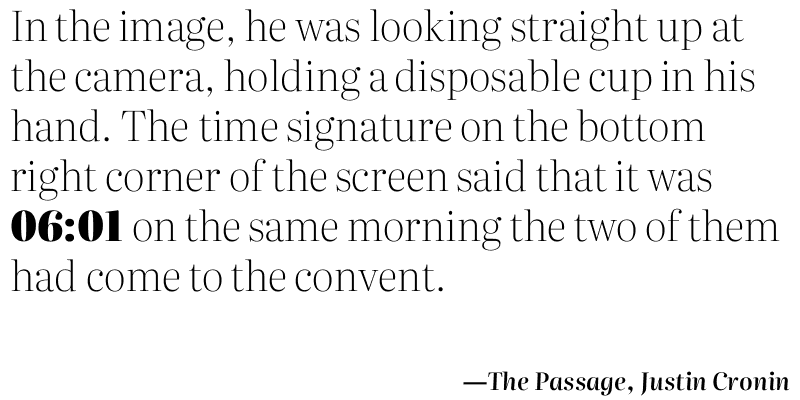 In the image, he was looking straight up at
the camera, holding a disposable cup in his
hand. The time signature on the bottom
right corner of the screen said that it was
06:01 on the same morning the two of them
had come to the convent.
—The Passage, Justin Cronin